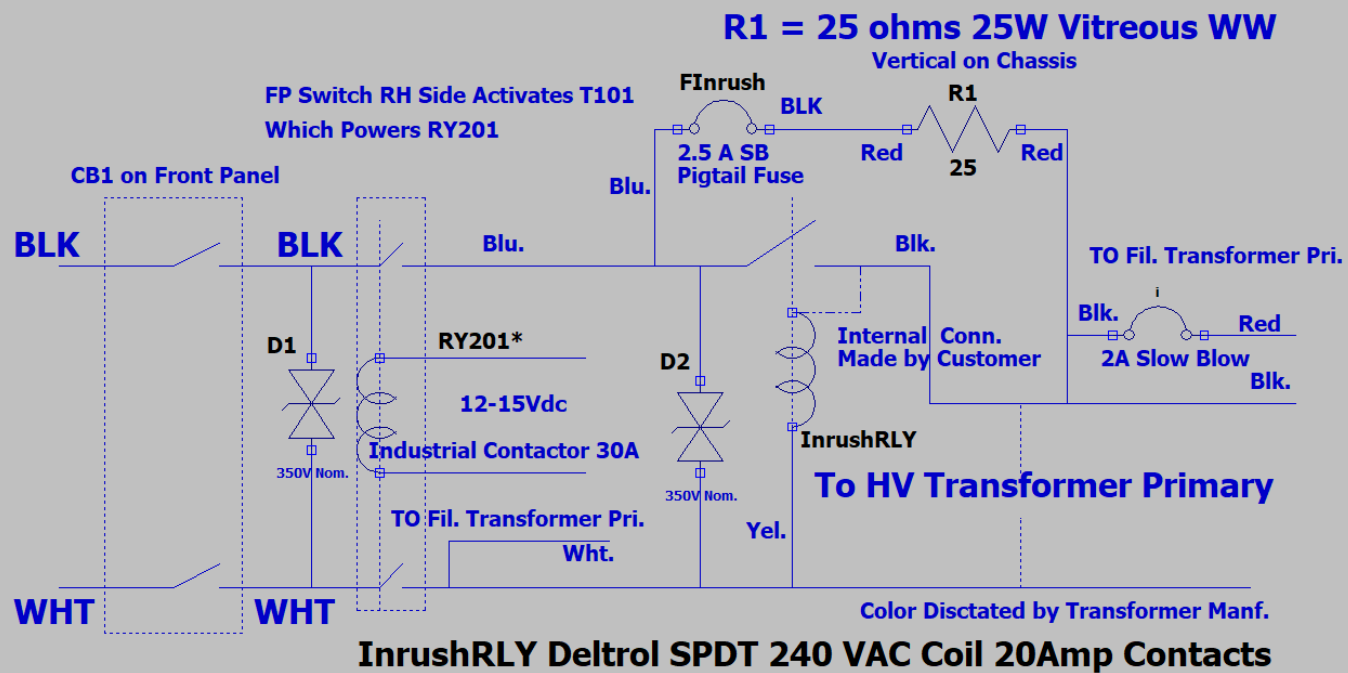 R1 = 25 ohms 25W Vitreous WW
Vertical on Chassis
FInrush
R1
FP Switch RH Side Activates T101
BLK
Which Powers RY201
2.5 A SB
Red
Red
Pigtail Fuse
25
CB1 on Front Panel
Blu.
BLK
BLK
Blu.
Blk.
TO Fil. Transformer Pri.
i
Blk.
Red
D1
RY201*
Internal Conn.
Made by Customer
D2
2A Slow Blow
Blk.
12-15Vdc
InrushRLY
Industrial Contactor 30A
350V Nom.
To HV Transformer Primary
350V Nom.
TO Fil. Transformer Pri.
Yel.
Wht.
WHT
WHT
Color Disctated by Transformer Manf.
InrushRLY Deltrol SPDT 240 VAC Coil 20Amp Contacts